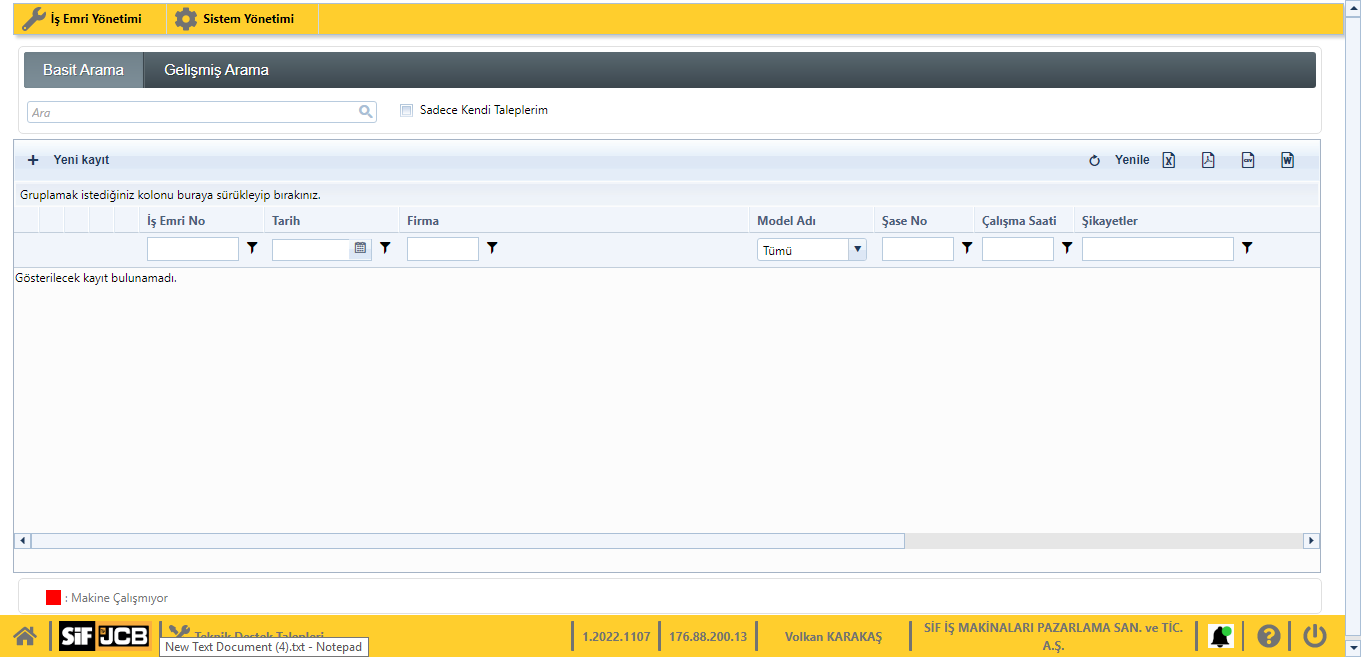 İş Emri Yönetimi Sistem Yönetimi
Basit Arama Gelişmiş Arama
Ara Sadece Kendi Taleplerim
+ Yeni kayıt Yenile
Gruplamak istediğiniz kolonu buraya sürükleyip bırakınız.
İş Emri No Tarih Firma Model Adı Şase No Çalışma Saati Şikayetler
Tümü
Gösterilecek kayıt bulunamadı.
: Makine Çalışmıyor
SİF JCB Teknik Destek Talepleri 1.2022.1107 176.88.200.13 Volkan KARAKAŞ SİF İŞ MAKİNALARI PAZARLAMA SAN. ve TİC.
A.Ş.
New Text Document (4).txt - Notepad